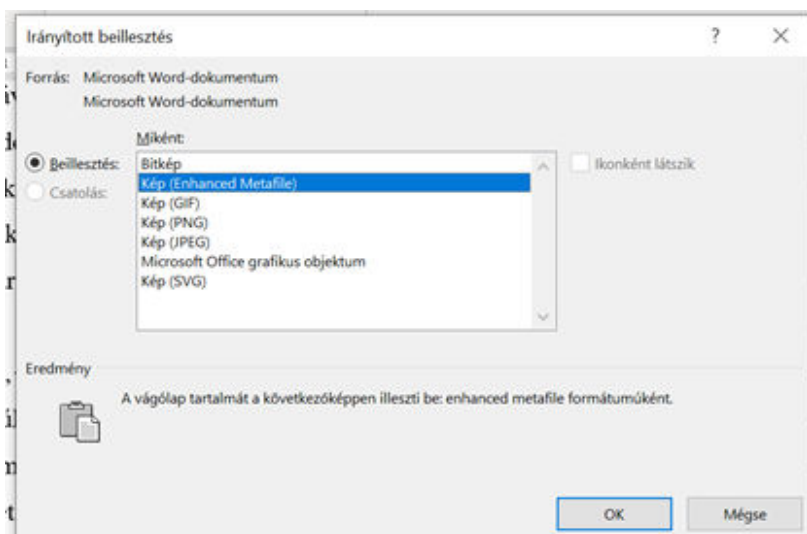 Irányított beillesztés
Forrás: Microsoft Word-dokumentum
Microsoft Word-dokumentum
Miként:
Beillesztés:
Csatolás:
Bitkép
Kép (Enhanced Metafile)
Kép (GIF)
Kép (PNG)
Kép (JPEG)
Microsoft Office grafikus objektum
Kép (SVG)
Ikonként látszik
Eredmény
A vágólap tartalmát a következőképpen illeszti be: enhanced metafile formátumúként.
OK Mégse